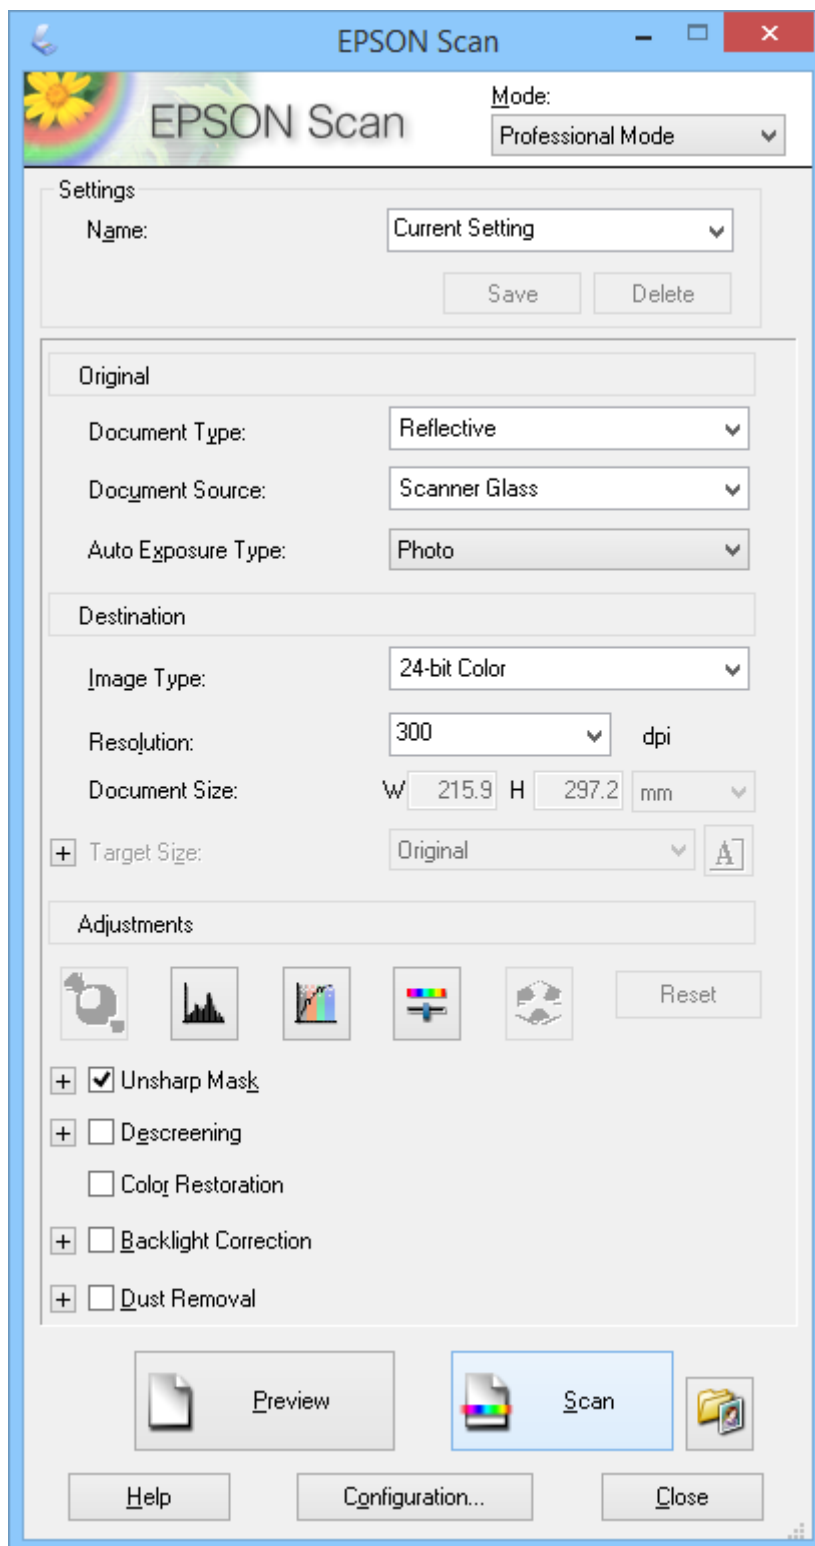 EPSON Scan
EPSON Scan
Mode:
Professional Mode
Settings
Name: Current Setting
Save Delete
Original
Document Type: Reflective
Document Source: Scanner Glass
Auto Exposure Type: Photo
Destination
Image Type: 24-bit Color
Resolution: 300 dpi
Document Size: W 215.9 H 297.2 mm
+ Target Size: Original A
Adjustments
Reset
+ Unsharp Mask
+ Descreening
Color Restoration
+ Backlight Correction
+ Dust Removal
Preview Scan
Help Configuration... Close